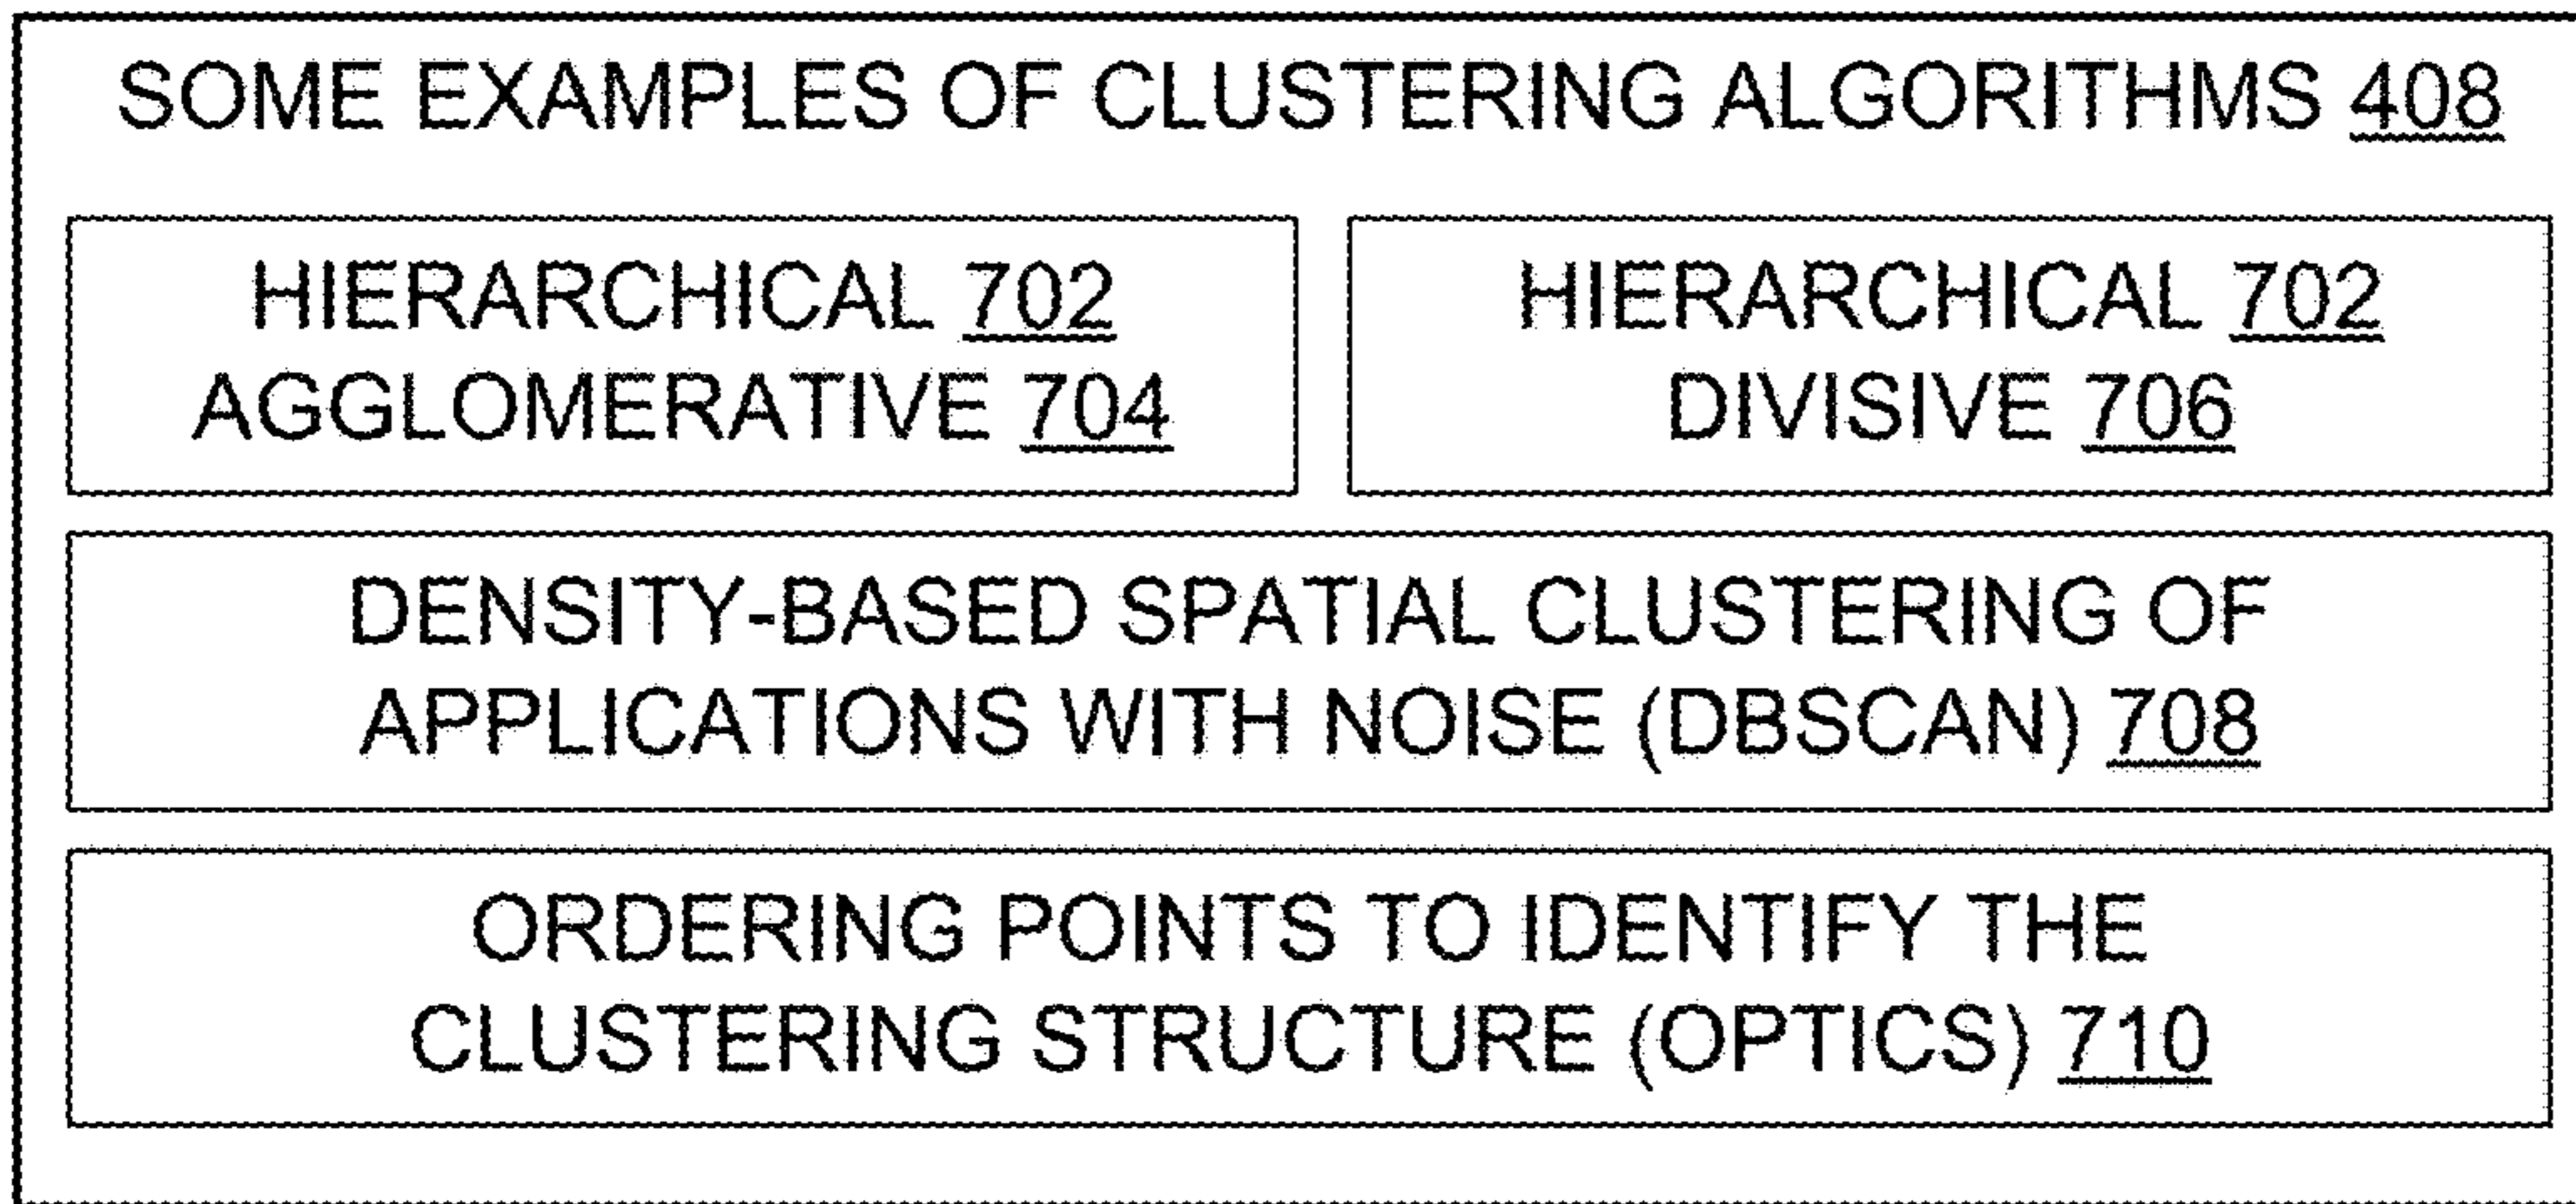 SOME EXAMPLES OF CLUSTERING ALGORITHMS 408
HIERARCHICAL 702
AGGLOMERATIVE 704
HIERARCHICAL 702
DIVISIVE 706
DENSITY-BASED SPATIAL CLUSTERING OF
APPLICATIONS WITH NOISE (DBSCAN) 708
ORDERING POINTS TO IDENTIFY THE
CLUSTERING STRUCTURE (OPTICS) 710